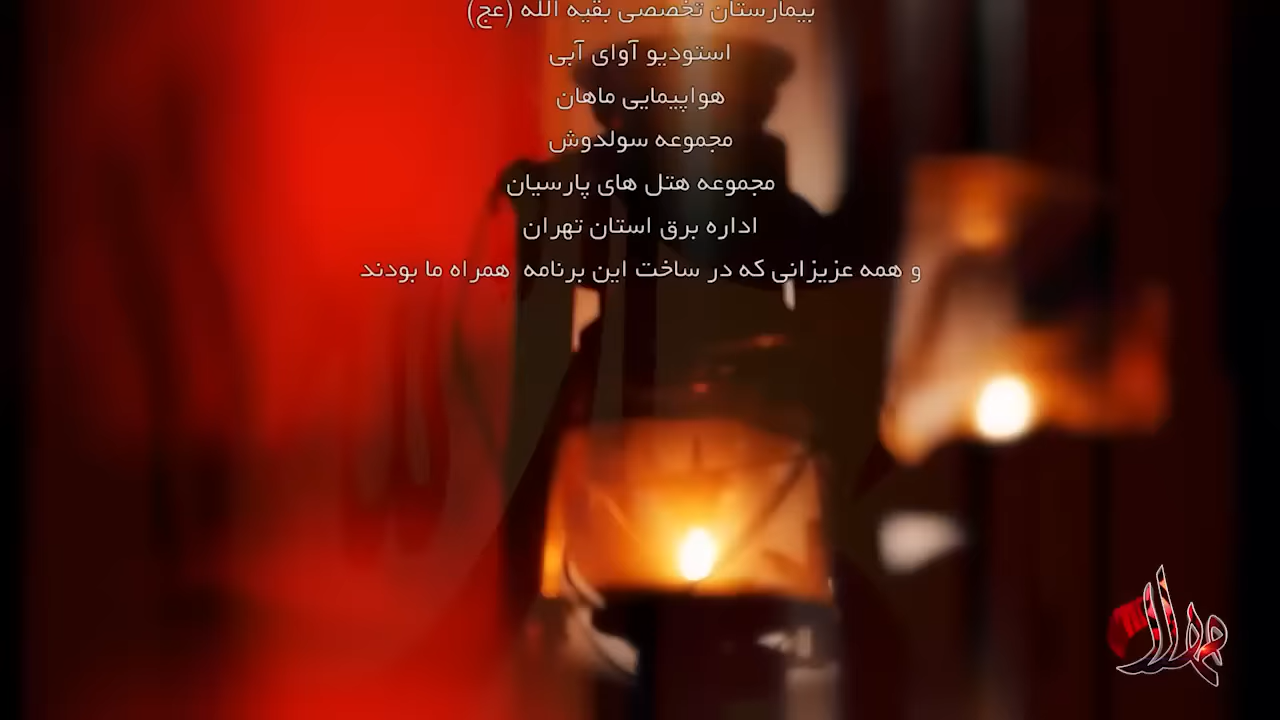 بیمارستان تخصصی بقیه الله (عج)
استودیو آوای آبی
هواپیمایی ماهان
مجموعه سولدوش
مجموعه هتل های پارسیان
اداره برق استان تهران
و همه عزیزانی که در ساخت این برنامه همراه ما بودند